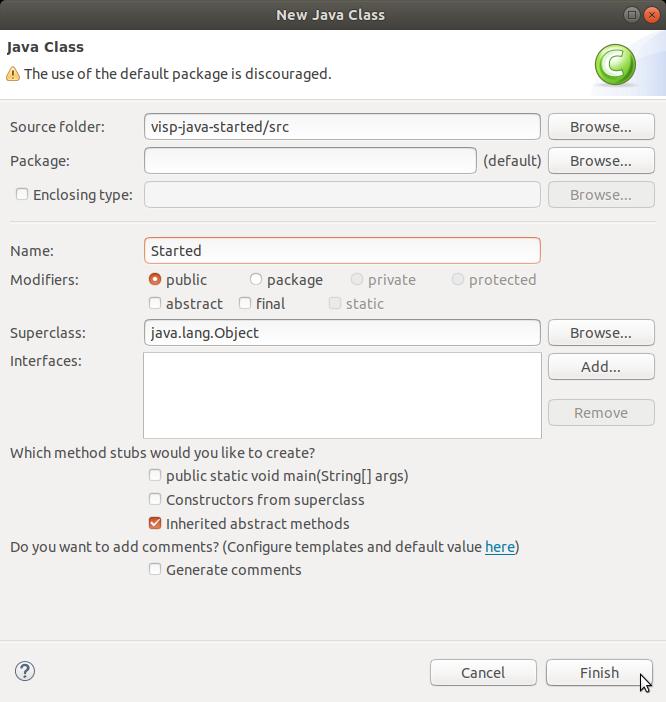 New Java Class
Java Class
The use of the default package is discouraged.
C
Source folder: visp-java-started/src Browse...
Package: (default) Browse...
Enclosing type: Browse...
Name: Started
Modifiers: public package private protected
abstract final static
Superclass: java.lang.Object Browse...
Interfaces: Add...
Remove
Which method stubs would you like to create?
public static void main(String[] args)
Constructors from superclass
Inherited abstract methods
Do you want to add comments? (Configure templates and default value here)
Generate comments
? Cancel Finish